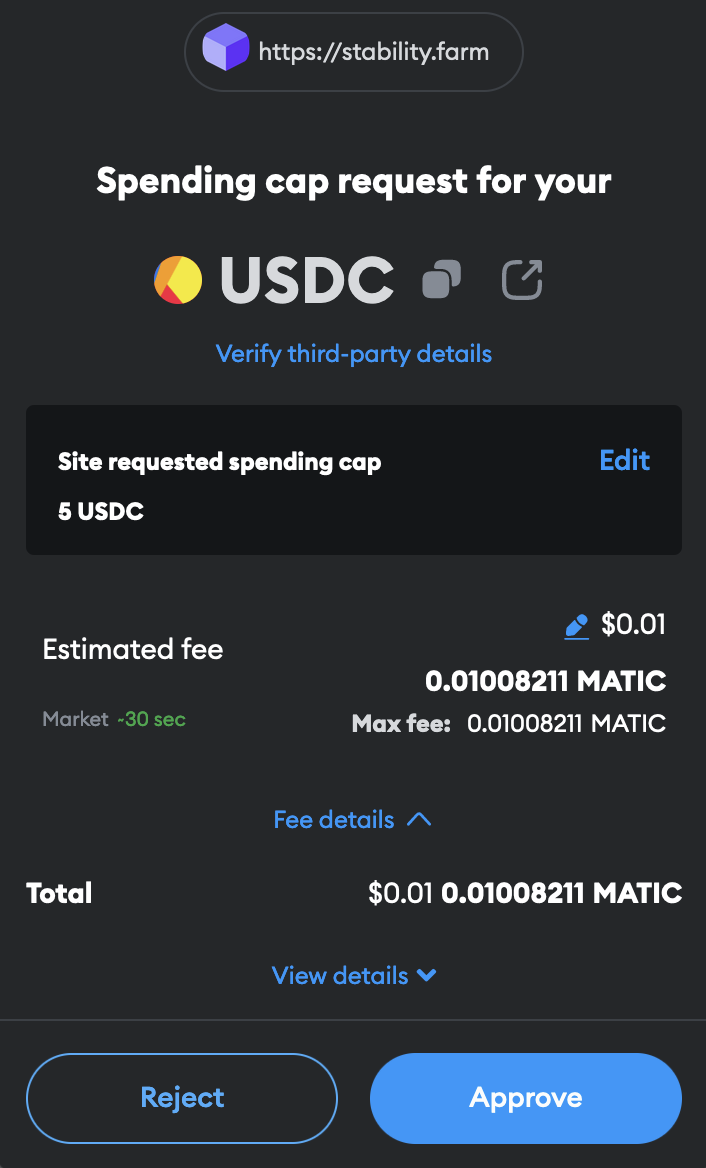 https://stability.farm
Spending cap request for your
USDC
Verify third-party details
Site requested spending cap
Edit
5 USDC
$0.01
Estimated fee
0.01008211 MATIC
Market ~30 sec
Max fee: 0.01008211 MATIC
Fee details
Total
$0.01 0.01008211 MATIC
View details
Reject
Approve